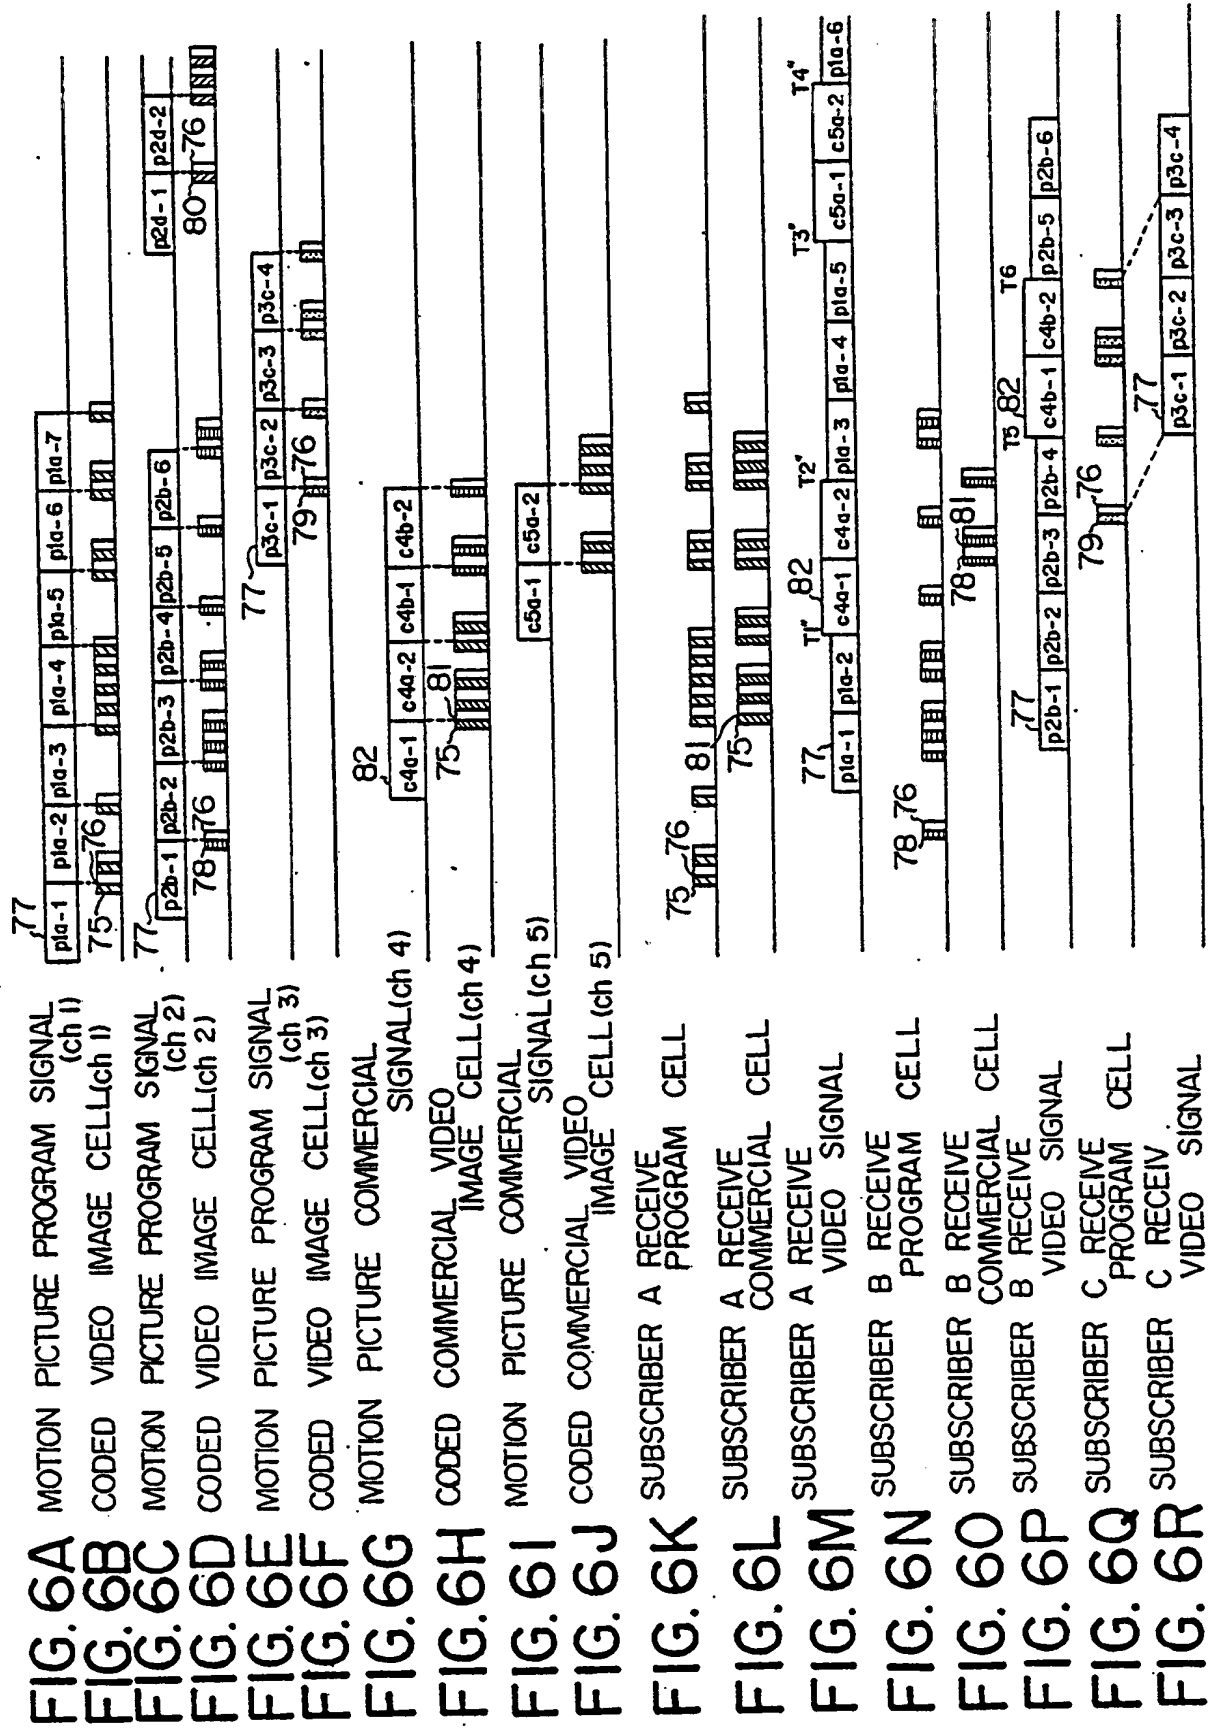 FIG. 6A MOTION PICTURE PROGRAM SIGNAL (ch 1)
77
p1a-1 p1a-2 p1a-3 p1a-4 p1a-5 p1a-6 p1a-7
FIG. 6B CODED VIDEO IMAGE CELL(ch 1)
75 76
FIG. 6C MOTION PICTURE PROGRAM SIGNAL (ch 2)
77
p2b-1 p2b-2 p2b-3 p2b-4 p2b-5 p2b-6 p2d-1 p2d-2
FIG. 6D CODED VIDEO IMAGE CELL(ch 2)
78 76 80 76
FIG. 6E MOTION PICTURE PROGRAM SIGNAL (ch 3)
77
p3c-1 p3c-2 p3c-3 p3c-4
FIG. 6F CODED VIDEO IMAGE CELL(ch 3)
79 76
FIG. 6G MOTION PICTURE COMMERCIAL
SIGNAL(ch 4)
82
c4a-1 c4a-2 c4b-1 c4b-2
FIG. 6H CODED COMMERCIAL VIDEO
IMAGE CELL(ch 4)
75 81
FIG. 6I MOTION PICTURE COMMERCIAL
SIGNAL(ch 5)
c5a-1 c5a-2
FIG. 6J CODED COMMERCIAL VIDEO
IMAGE CELL(ch 5)
FIG. 6K SUBSCRIBER A RECEIVE
PROGRAM CELL
75 76
FIG. 6L SUBSCRIBER A RECEIVE
COMMERCIAL CELL
75 81
FIG. 6M SUBSCRIBER A RECEIVE
VIDEO SIGNAL
77 T1" 82 T2" T3" T4"
p1a-1 p1a-2 c4a-1 c4a-2 p1a-3 p1a-4 p1a-5 c5a-1 c5a-2 p1a-6
FIG. 6N SUBSCRIBER B RECEIVE
PROGRAM CELL
78 76
FIG. 6O SUBSCRIBER B RECEIVE
COMMERCIAL CELL
78 81
FIG. 6P SUBSCRIBER B RECEIVE
VIDEO SIGNAL
77 T5 82 T6
p2b-1 p2b-2 p2b-3 p2b-4 c4b-1 c4b-2 p2b-5 p2b-6
FIG. 6Q SUBSCRIBER C RECEIVE
PROGRAM CELL
79 76
FIG. 6R SUBSCRIBER C RECEIV
VIDEO SIGNAL
77
p3c-1 p3c-2 p3c-3 p3c-4